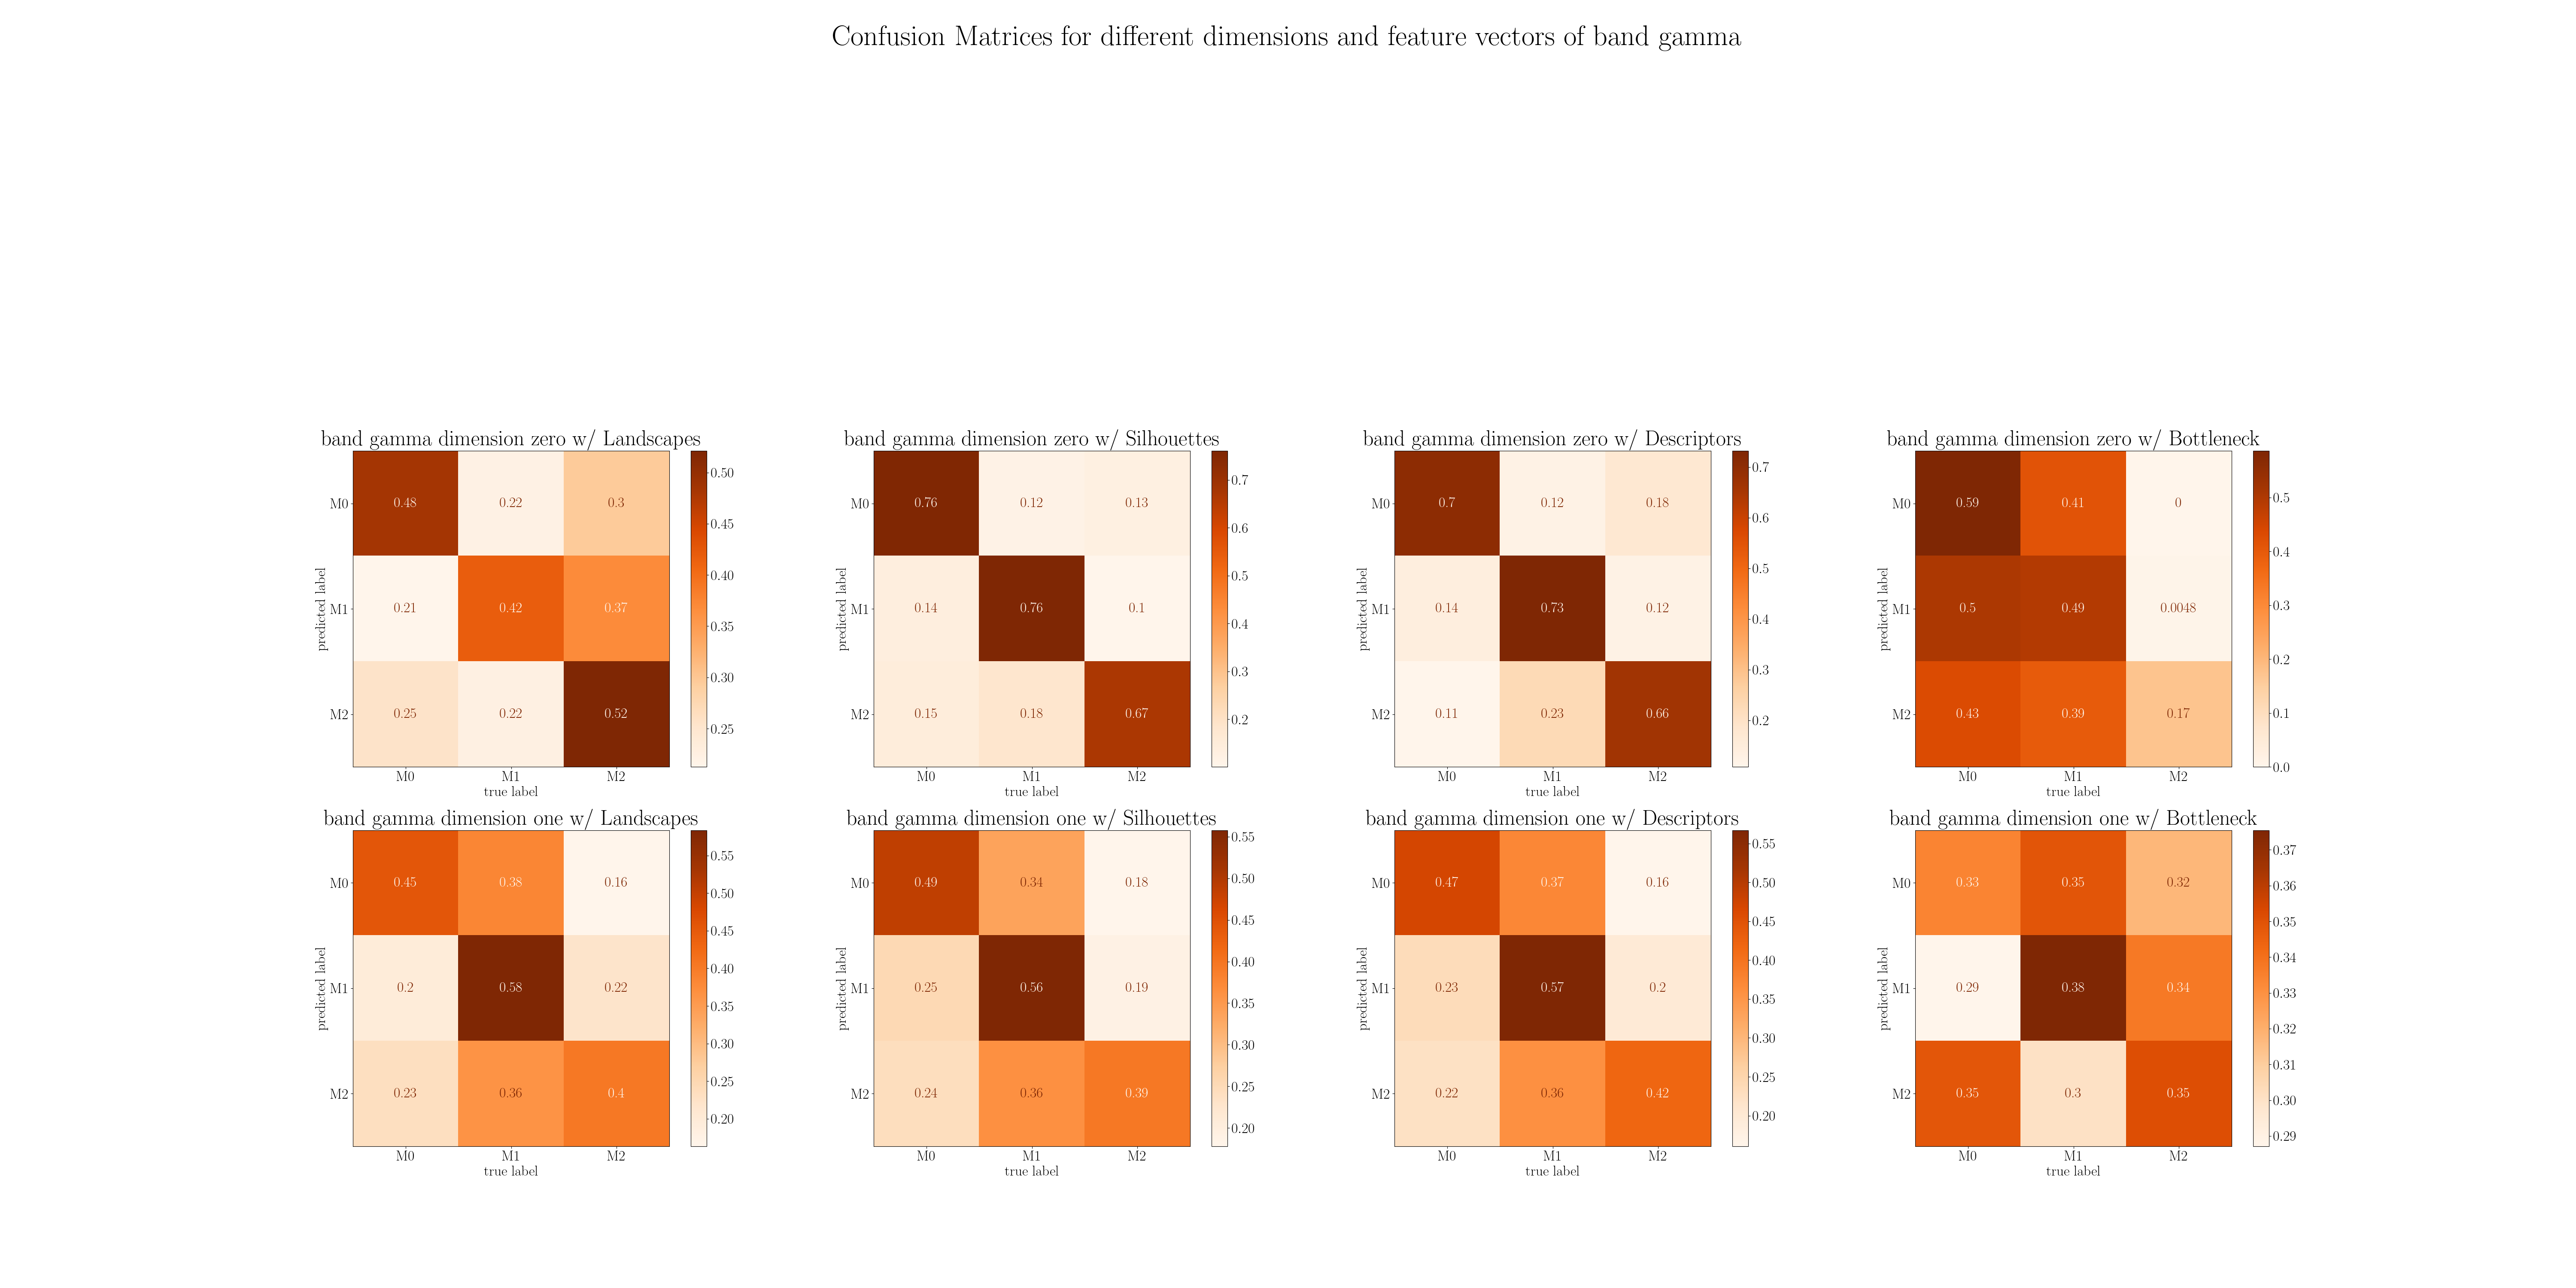 Confusion Matrices for different dimensions and feature vectors of band gamma
band gamma dimension zero w/ Landscapes
M0 0.48 0.22 0.3
M1 0.21 0.42 0.37
M2 0.25 0.22 0.52
M0 M1 M2
true label
predicted label
0.50
0.45
0.40
0.35
0.30
0.25
band gamma dimension zero w/ Silhouettes
M0 0.76 0.12 0.13
M1 0.14 0.76 0.1
M2 0.15 0.18 0.67
M0 M1 M2
true label
predicted label
0.7
0.6
0.5
0.4
0.3
0.2
band gamma dimension zero w/ Descriptors
M0 0.7 0.12 0.18
M1 0.14 0.73 0.12
M2 0.11 0.23 0.66
M0 M1 M2
true label
predicted label
0.7
0.6
0.5
0.4
0.3
0.2
band gamma dimension zero w/ Bottleneck
M0 0.59 0.41 0
M1 0.5 0.49 0.0048
M2 0.43 0.39 0.17
M0 M1 M2
true label
predicted label
0.5
0.4
0.3
0.2
0.1
0.0
band gamma dimension one w/ Landscapes
M0 0.45 0.38 0.16
M1 0.2 0.58 0.22
M2 0.23 0.36 0.4
M0 M1 M2
true label
predicted label
0.55
0.50
0.45
0.40
0.35
0.30
0.25
0.20
band gamma dimension one w/ Silhouettes
M0 0.49 0.34 0.18
M1 0.25 0.56 0.19
M2 0.24 0.36 0.39
M0 M1 M2
true label
predicted label
0.55
0.50
0.45
0.40
0.35
0.30
0.25
0.20
band gamma dimension one w/ Descriptors
M0 0.47 0.37 0.16
M1 0.23 0.57 0.2
M2 0.22 0.36 0.42
M0 M1 M2
true label
predicted label
0.55
0.50
0.45
0.40
0.35
0.30
0.25
0.20
band gamma dimension one w/ Bottleneck
M0 0.33 0.35 0.32
M1 0.29 0.38 0.34
M2 0.35 0.3 0.35
M0 M1 M2
true label
predicted label
0.37
0.36
0.35
0.34
0.33
0.32
0.31
0.30
0.29